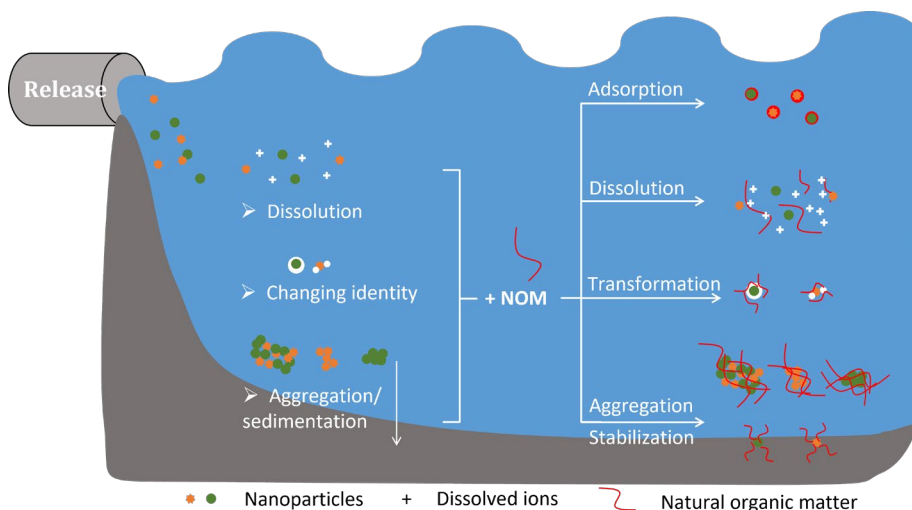 Release
➢ Dissolution
➢ Changing identity
➢ Aggregation/
sedimentation
+ NOM
Adsorption
Dissolution
Transformation
Aggregation
Stabilization
Nanoparticles
+ Dissolved ions
Natural organic matter